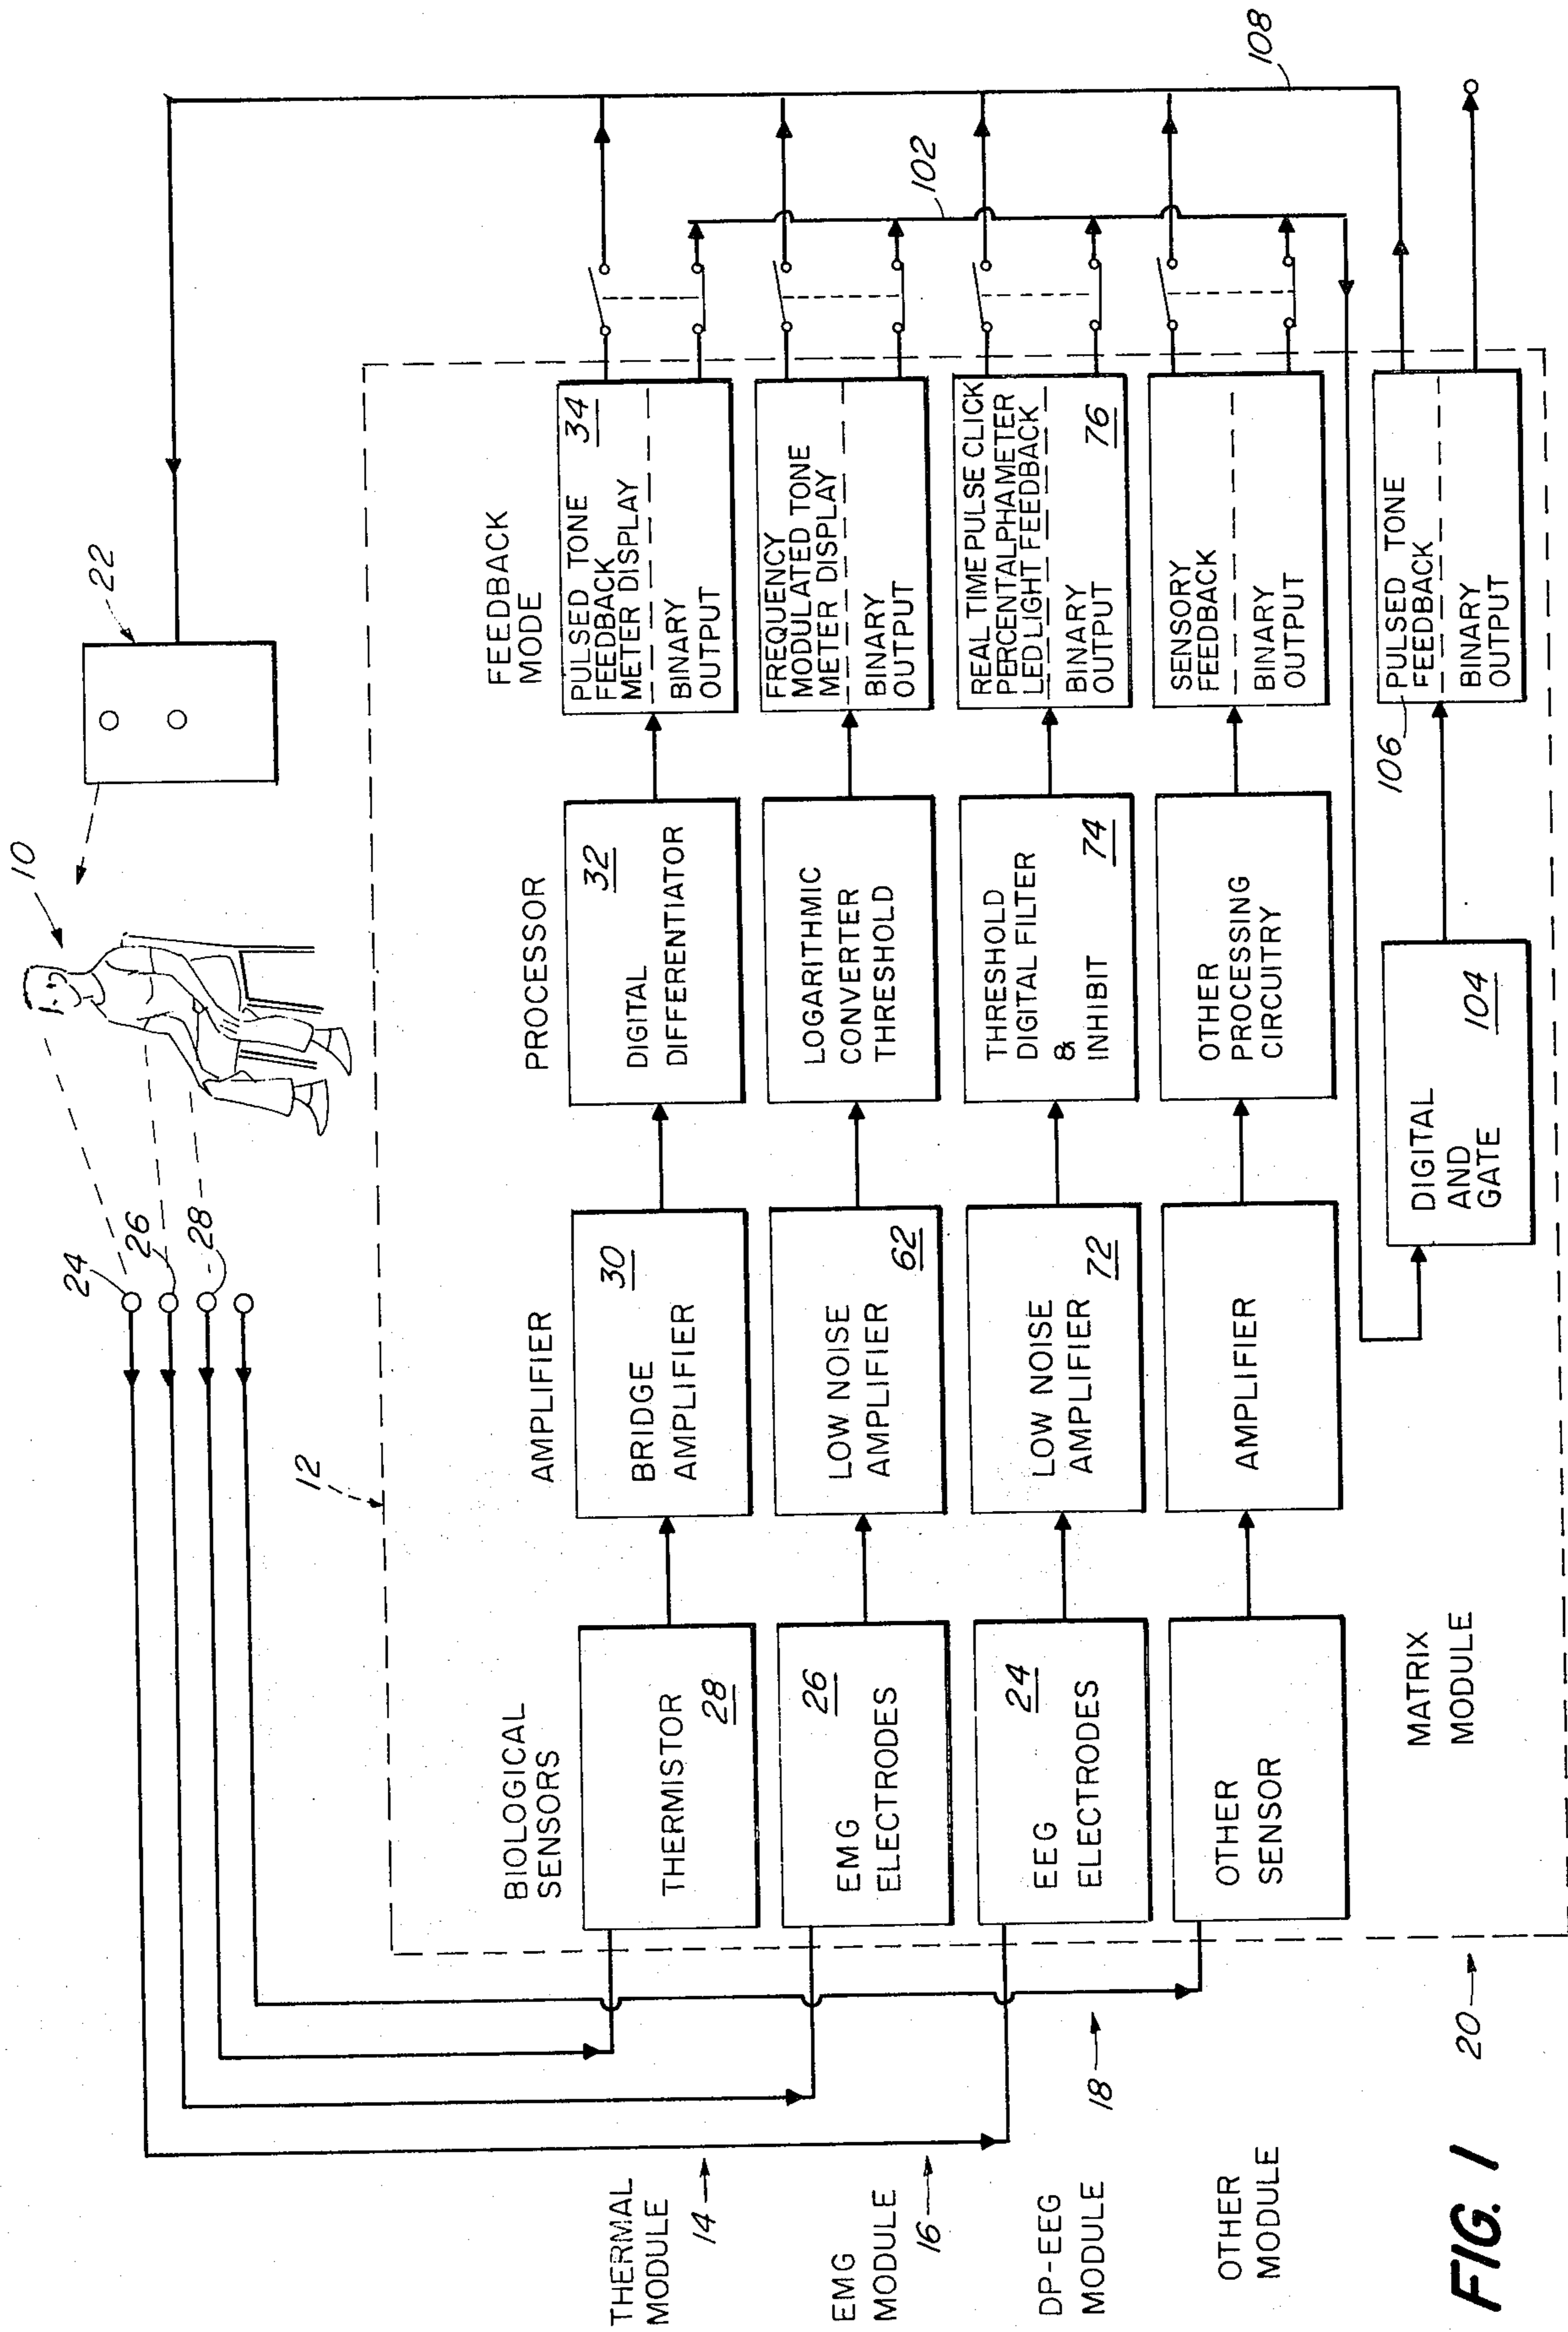 10
22
24
26
28
12
BIOLOGICAL
SENSORS
AMPLIFIER
PROCESSOR
FEEDBACK
MODE
THERMAL
MODULE
14
THERMISTOR
28
BRIDGE
AMPLIFIER
30
DIGITAL
DIFFERENTIATOR
32
PULSED TONE
FEEDBACK
METER DISPLAY
34
BINARY
OUTPUT
EMG
MODULE
16
EMG
ELECTRODES
26
LOW NOISE
AMPLIFIER
62
LOGARITHMIC
CONVERTER
THRESHOLD
FREQUENCY
MODULATED TONE
METER DISPLAY
BINARY
OUTPUT
102
108
DP-EEG
MODULE
18
EEG
ELECTRODES
24
LOW NOISE
AMPLIFIER
72
THRESHOLD
DIGITAL FILTER
&
INHIBIT
74
REAL TIME PULSE CLICK
PERCENT ALPHA METER
LED LIGHT FEEDBACK
BINARY
OUTPUT
76
OTHER
MODULE
OTHER
SENSOR
AMPLIFIER
OTHER
PROCESSING
CIRCUITRY
SENSORY
FEEDBACK
BINARY
OUTPUT
20
MATRIX
MODULE
DIGITAL
AND
GATE
104
106
PULSED TONE
FEEDBACK
BINARY
OUTPUT
FIG. 1